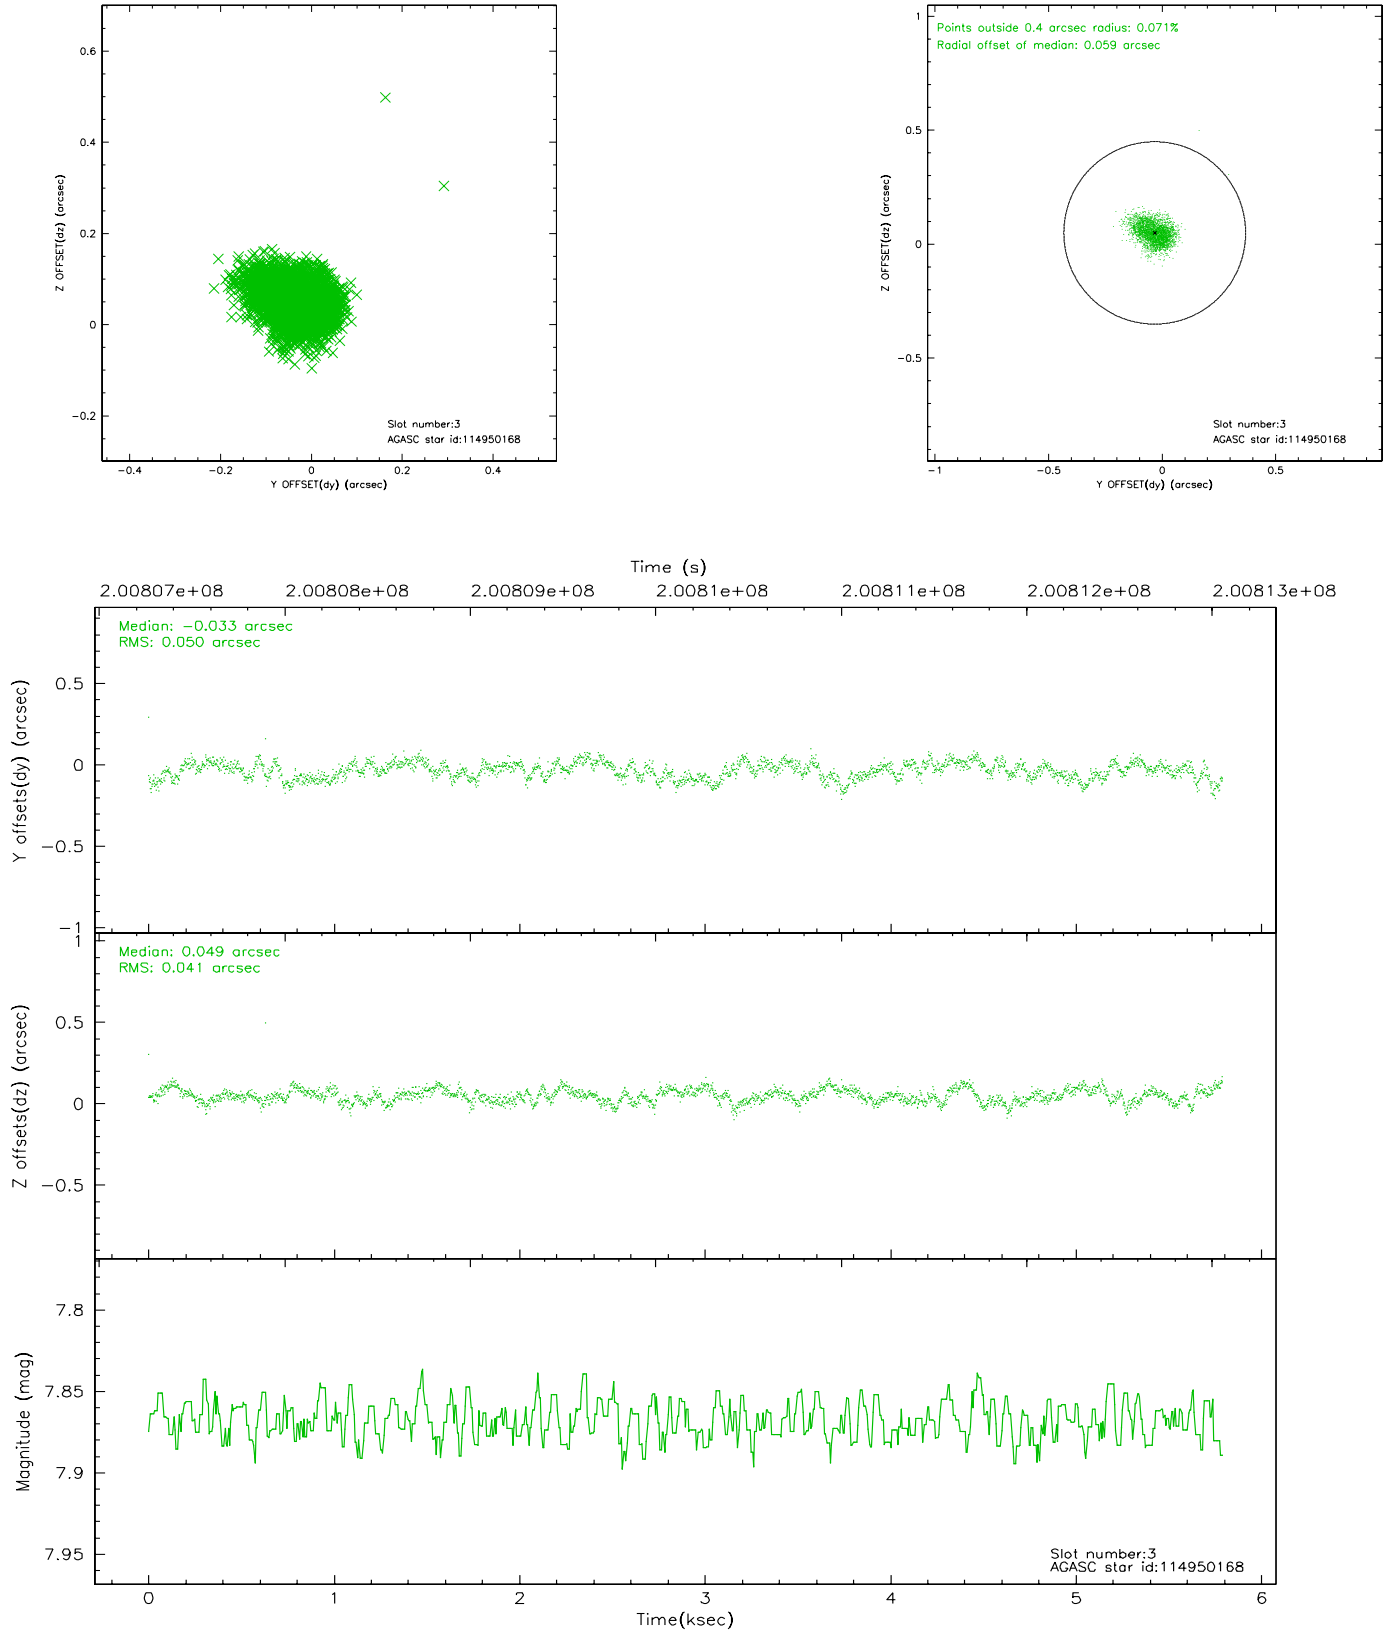 0.6
0.4
0.2
0
-0.2
Z OFFSET(dz) (arcsec)
Slot number:3
AGASC star id:114950168
-0.4 -0.2 0 0.2 0.4
Y OFFSET(dy) (arcsec)
Points outside 0.4 arcsec radius: 0.071%
Radial offset of median: 0.059 arcsec
1
0.5
0
-0.5
Z OFFSET(dz) (arcsec)
Slot number:3
AGASC star id:114950168
-1 -0.5 0 0.5
Y OFFSET(dy) (arcsec)
Time (s)
2.00807e+08 2.00808e+08 2.00809e+08 2.0081e+08 2.00811e+08 2.00812e+08 2.00813e+08
Median: -0.033 arcsec
RMS: 0.050 arcsec
0.5
0
-0.5
-1
Y offsets(dy) (arcsec)
Median: 0.049 arcsec
RMS: 0.041 arcsec
1
0.5
0
-0.5
Z offsets(dz) (arcsec)
7.8
7.85
7.9
7.95
Magnitude (mag)
Slot number:3
AGASC star id:114950168
0 1 2 3 4 5 6
Time(ksec)